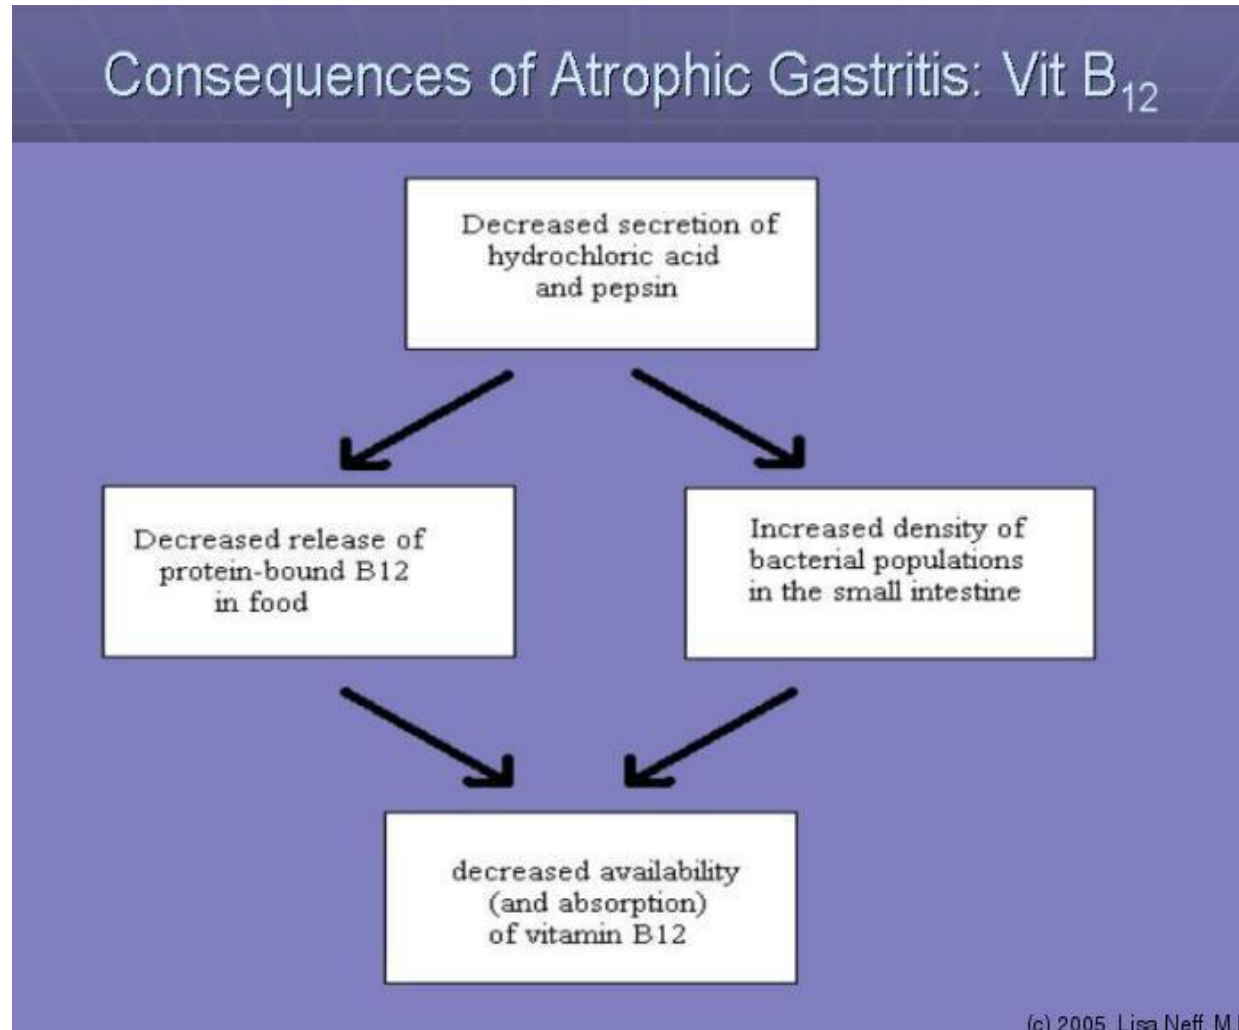 Consequences of Atrophic Gastritis: Vit B12
Decreased secretion of
hydrochloric acid
and pepsin
Decreased release of
protein-bound B12
in food
Increased density of
bacterial populations
in the small intestine
decreased availability
(and absorption)
of vitamin B12
(c) 2005, Lisa Neff, M.